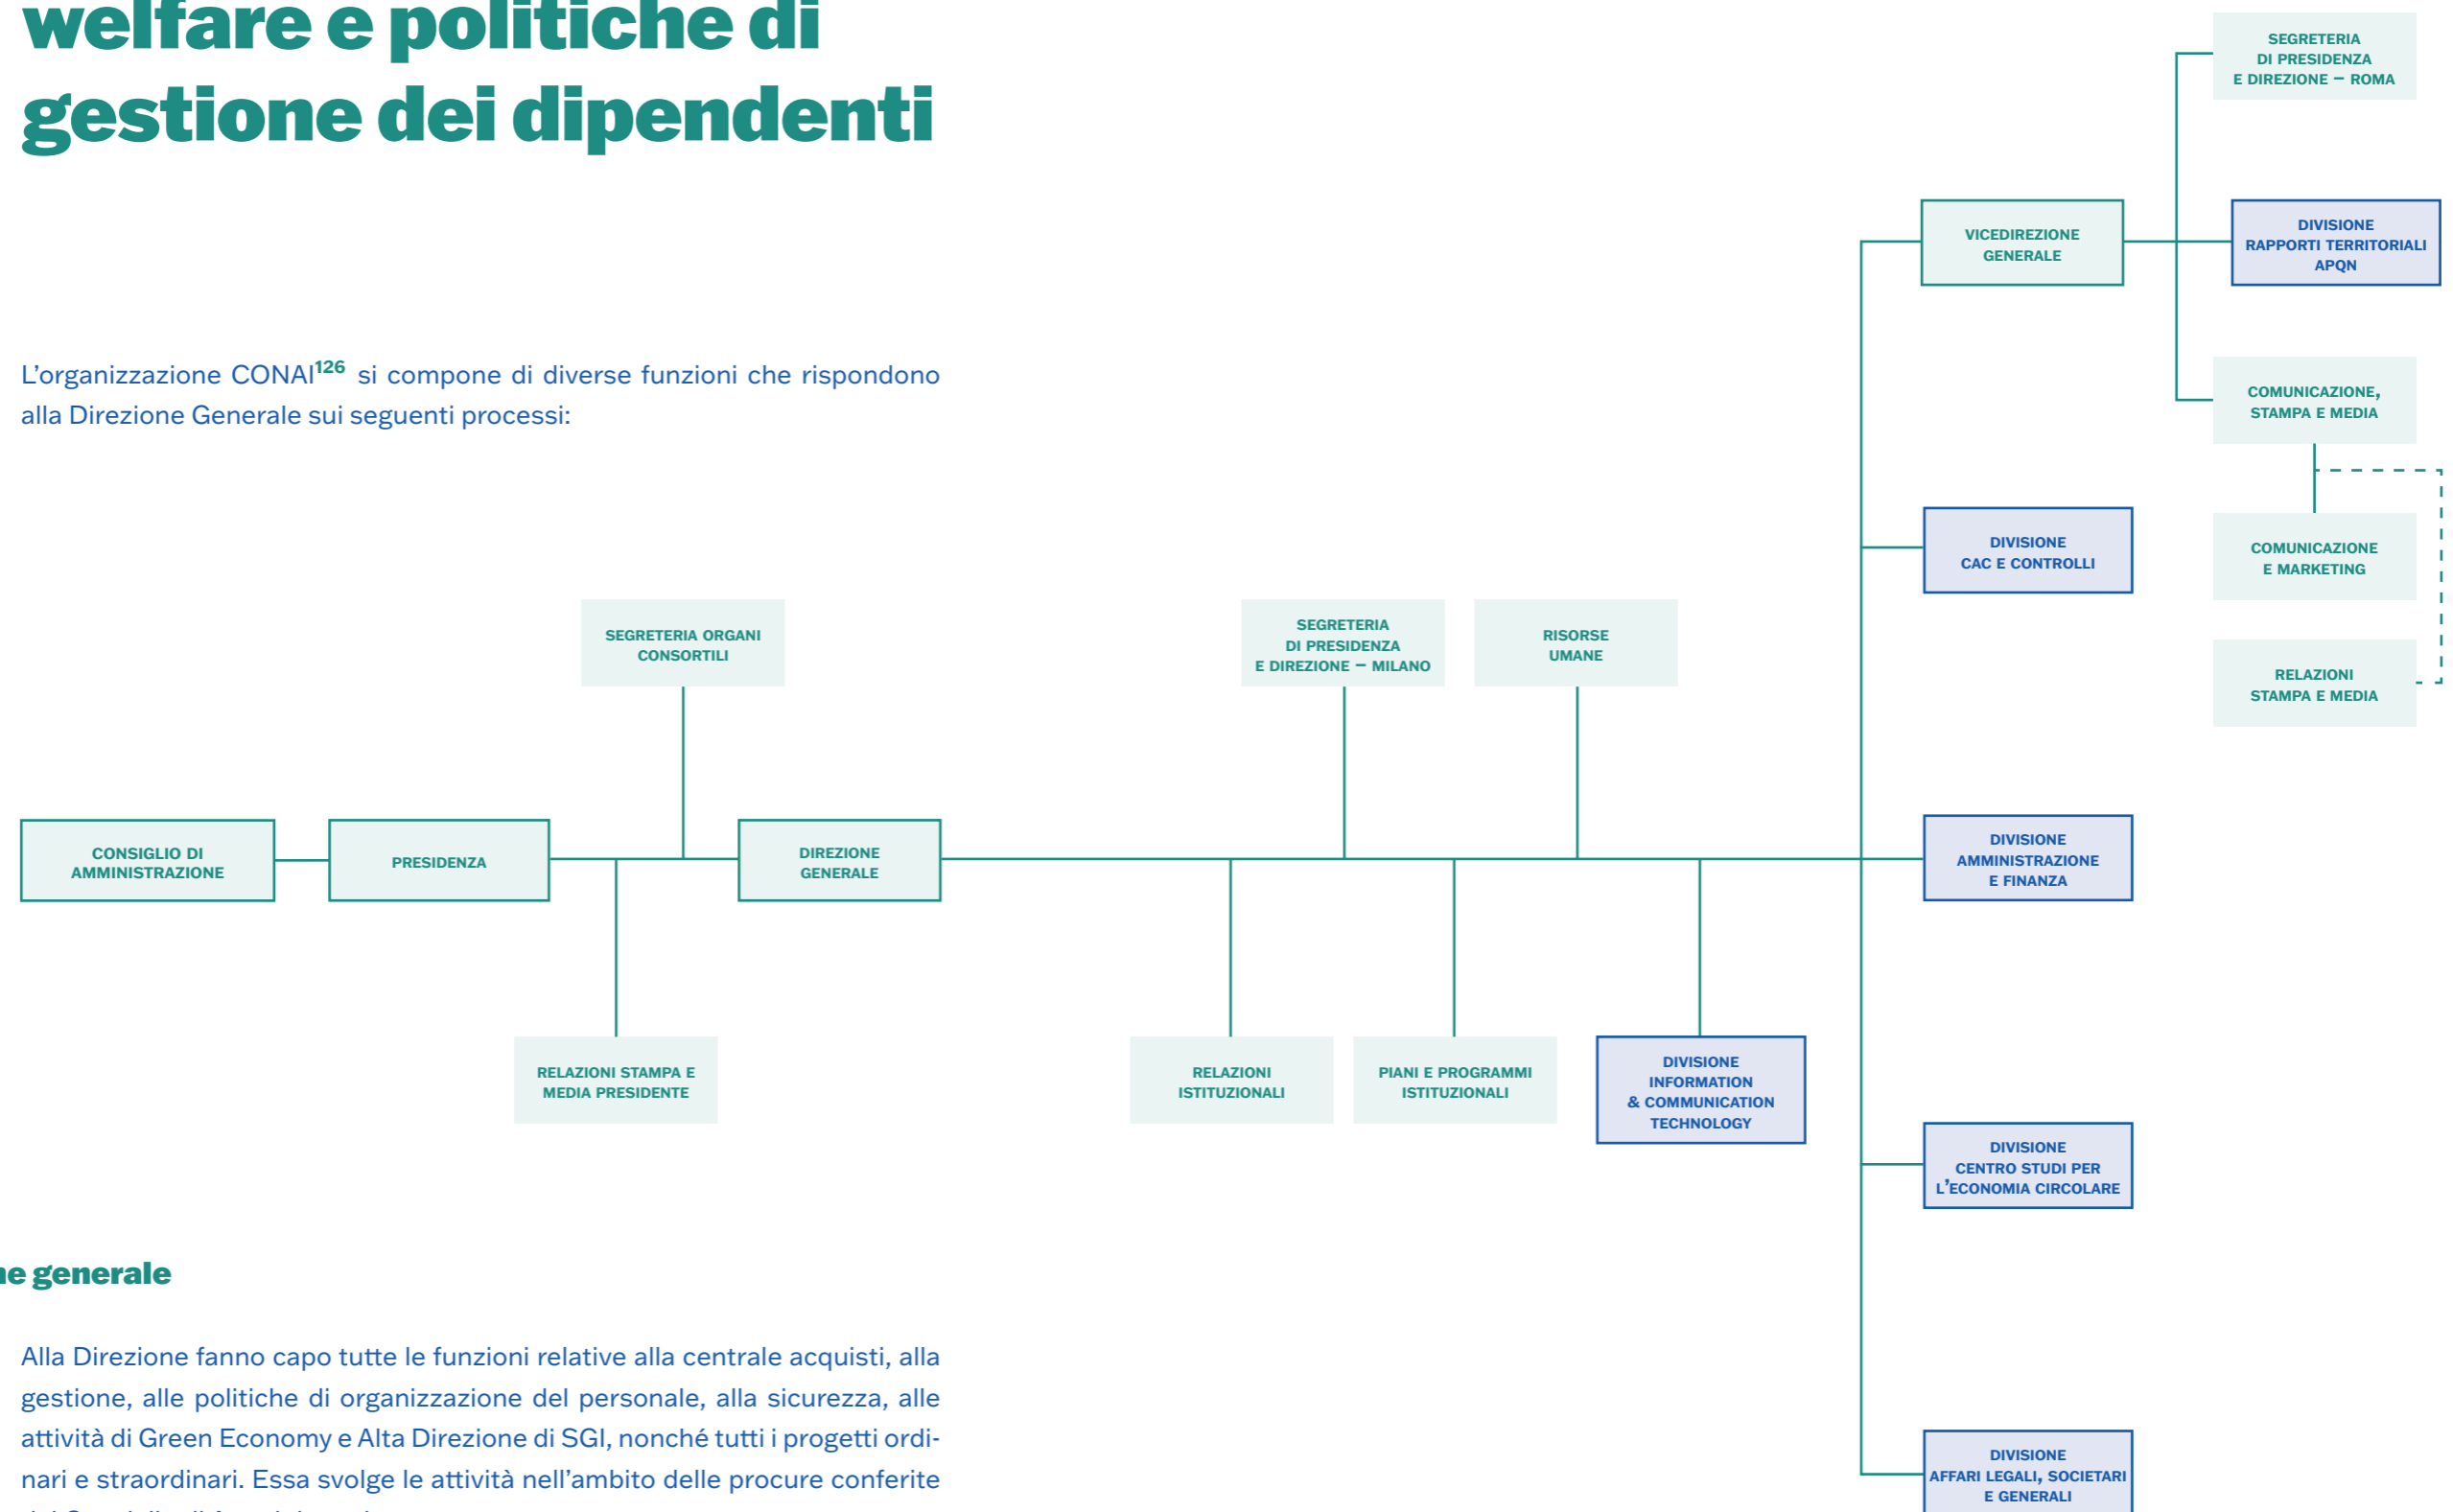 welfare e politiche di
gestione dei dipendenti
L’organizzazione CONAI126 si compone di diverse funzioni che rispondono
alla Direzione Generale sui seguenti processi:
SEGRETERIA
DI PRESIDENZA
E DIREZIONE – ROMA
VICEDIREZIONE
GENERALE
DIVISIONE
RAPPORTI TERRITORIALI
APQN
COMUNICAZIONE,
STAMPA E MEDIA
DIVISIONE
CAC E CONTROLLI
COMUNICAZIONE
E MARKETING
RELAZIONI
STAMPA E MEDIA
SEGRETERIA ORGANI
CONSORTILI
SEGRETERIA
DI PRESIDENZA
E DIREZIONE – MILANO
RISORSE
UMANE
CONSIGLIO DI
AMMINISTRAZIONE
PRESIDENZA
DIREZIONE
GENERALE
DIVISIONE
AMMINISTRAZIONE
E FINANZA
RELAZIONI STAMPA E
MEDIA PRESIDENTE
RELAZIONI
ISTITUZIONALI
PIANI E PROGRAMMI
ISTITUZIONALI
DIVISIONE
INFORMATION
& COMMUNICATION
TECHNOLOGY
DIVISIONE
CENTRO STUDI PER
L’ECONOMIA CIRCOLARE
DIVISIONE
AFFARI LEGALI, SOCIETARI
E GENERALI
ne generale
Alla Direzione fanno capo tutte le funzioni relative alla centrale acquisti, alla
gestione, alle politiche di organizzazione del personale, alla sicurezza, alle
attività di Green Economy e Alta Direzione di SGI, nonché tutti i progetti ordi-
nari e straordinari. Essa svolge le attività nell’ambito delle procure conferite